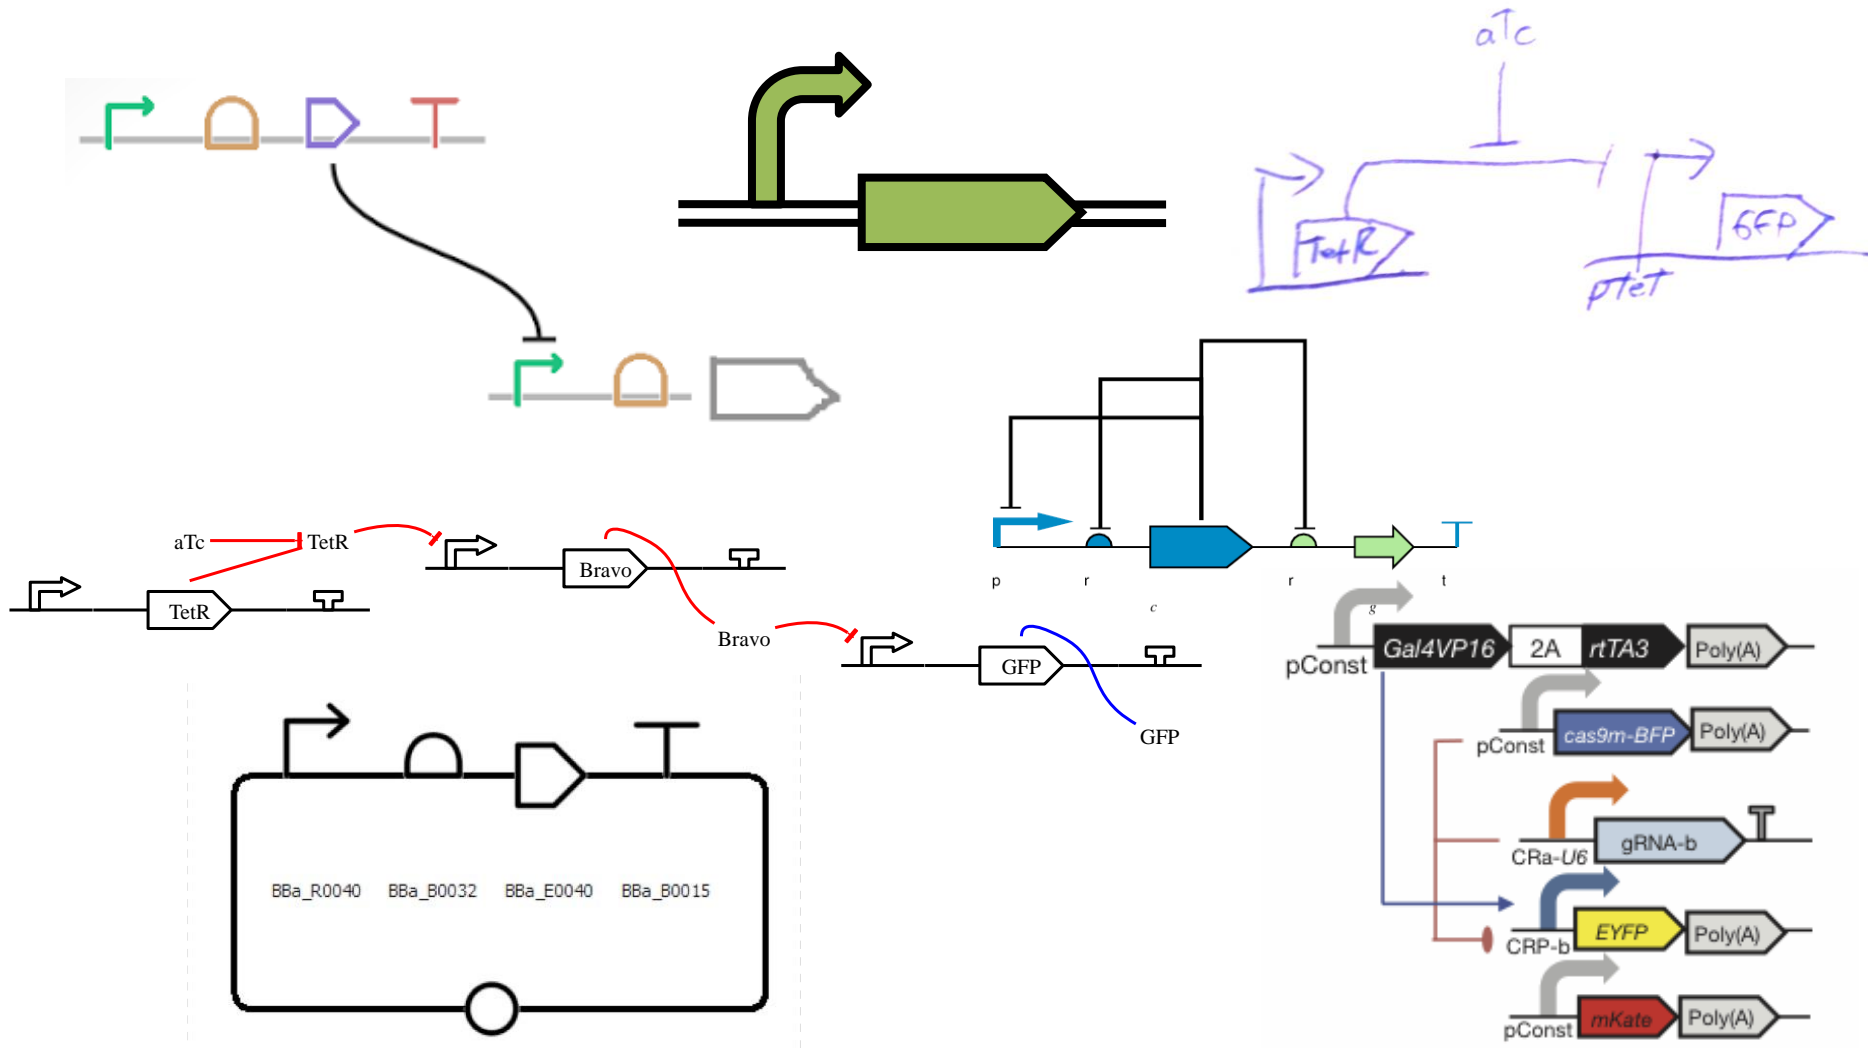 aTc
TetR
GFP
pTeT
aTc
TetR
Bravo
TetR
Bravo
GFP
GFP
p
r
r
t
c
g
Gal4VP16
2A
rtTA3
Poly(A)
pConst
cas9m-BFP
Poly(A)
pConst
gRNA-b
CRa-U6
EYFP
Poly(A)
CRP-b
mKate
Poly(A)
pConst
BBa_R0040 BBa_B0032 BBa_E0040 BBa_B0015